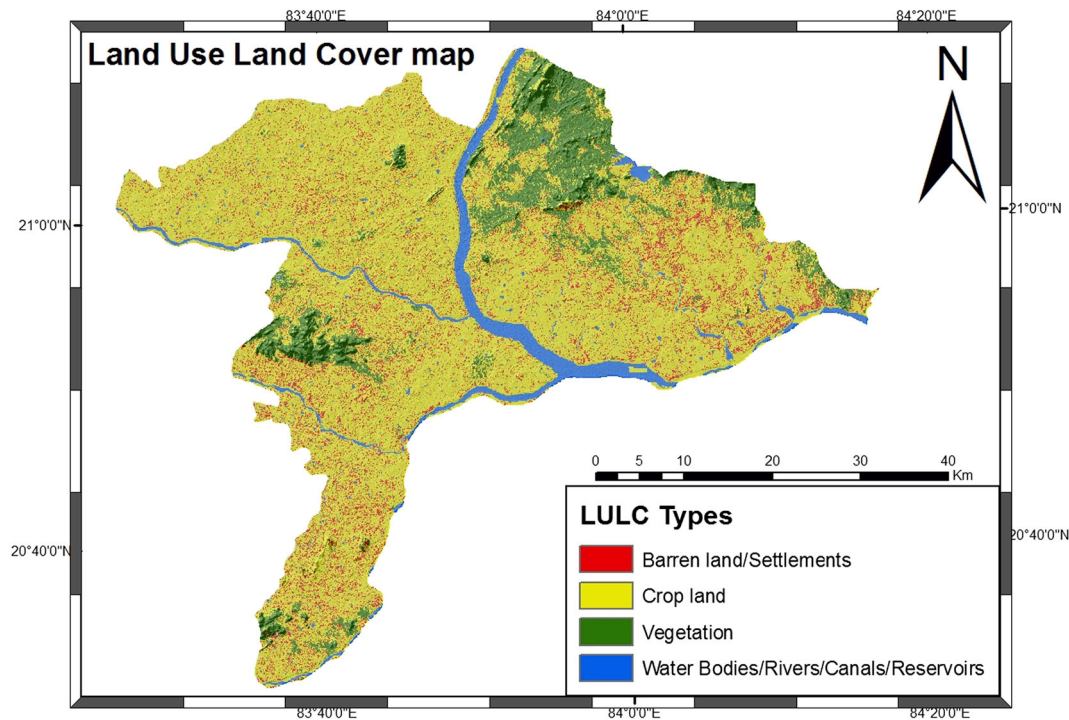 83°40'0"E 84°0'0"E 84°20'0"E
Land Use Land Cover map
N
21°0'0"N 21°0'0"N
0 5 10 20 30 40
Km
LULC Types
20°40'0"N 20°40'0"N
Barren land/Settlements
Crop land
Vegetation
Water Bodies/Rivers/Canals/Reservoirs
83°40'0"E 84°0'0"E 84°20'0"E